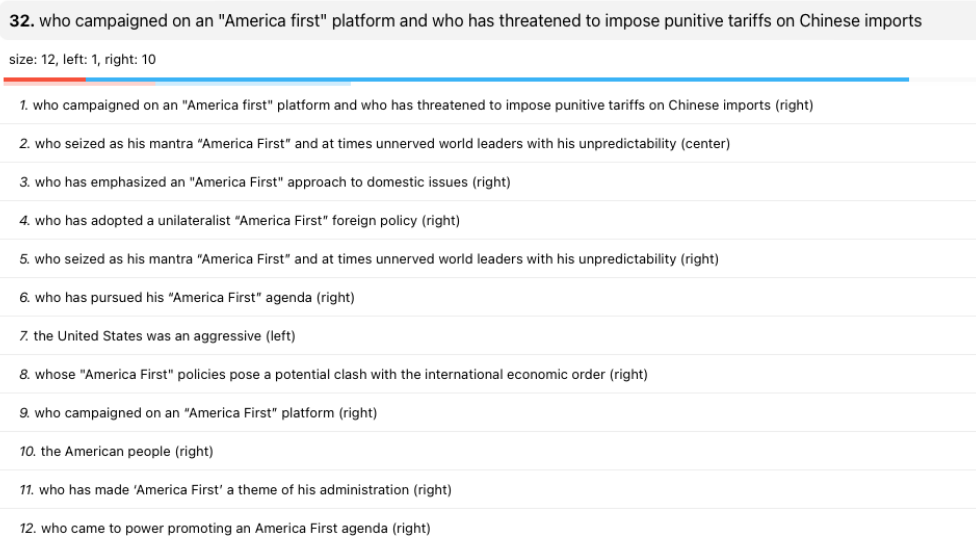 32. who campaigned on an "America first" platform and who has threatened to impose punitive tariffs on Chinese imports
size: 12, left: 1, right: 10
1. who campaigned on an "America first" platform and who has threatened to impose punitive tariffs on Chinese imports (right)
2. who seized as his mantra “America First” and at times unnerved world leaders with his unpredictability (center)
3. who has emphasized an "America First" approach to domestic issues (right)
4. who has adopted a unilateralist “America First” foreign policy (right)
5. who seized as his mantra “America First” and at times unnerved world leaders with his unpredictability (right)
6. who has pursued his “America First” agenda (right)
7. the United States was an aggressive (left)
8. whose "America First" policies pose a potential clash with the international economic order (right)
9. who campaigned on an “America First” platform (right)
10. the American people (right)
11. who has made ‘America First’ a theme of his administration (right)
12. who came to power promoting an America First agenda (right)